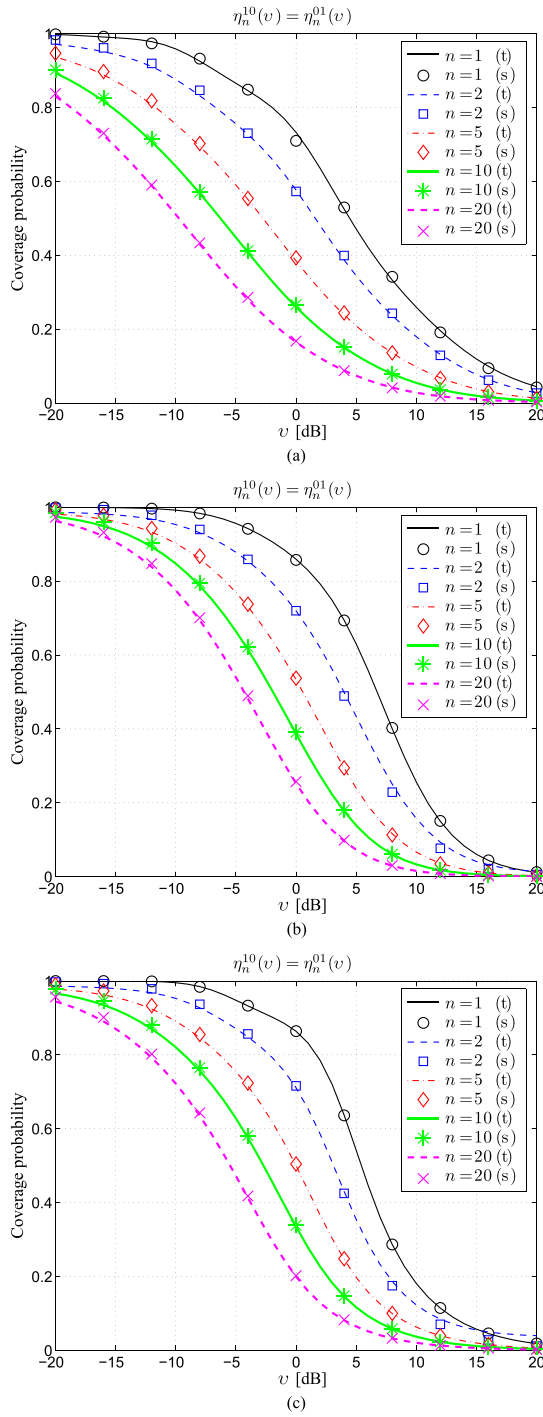 η_n^{10}(υ) = η_n^{01}(υ)
1
0.8
0.6
0.4
0.2
0
Coverage probability
n = 1 (t)
n = 1 (s)
n = 2 (t)
n = 2 (s)
n = 5 (t)
n = 5 (s)
n = 10 (t)
n = 10 (s)
n = 20 (t)
n = 20 (s)
−20 −15 −10 −5 0 5 10 15 20
υ [dB]
(a)
η_n^{10}(υ) = η_n^{01}(υ)
1
0.8
0.6
0.4
0.2
0
Coverage probability
n = 1 (t)
n = 1 (s)
n = 2 (t)
n = 2 (s)
n = 5 (t)
n = 5 (s)
n = 10 (t)
n = 10 (s)
n = 20 (t)
n = 20 (s)
−20 −15 −10 −5 0 5 10 15 20
υ [dB]
(b)
η_n^{10}(υ) = η_n^{01}(υ)
1
0.8
0.6
0.4
0.2
0
Coverage probability
n = 1 (t)
n = 1 (s)
n = 2 (t)
n = 2 (s)
n = 5 (t)
n = 5 (s)
n = 10 (t)
n = 10 (s)
n = 20 (t)
n = 20 (s)
−20 −15 −10 −5 0 5 10 15 20
υ [dB]
(c)